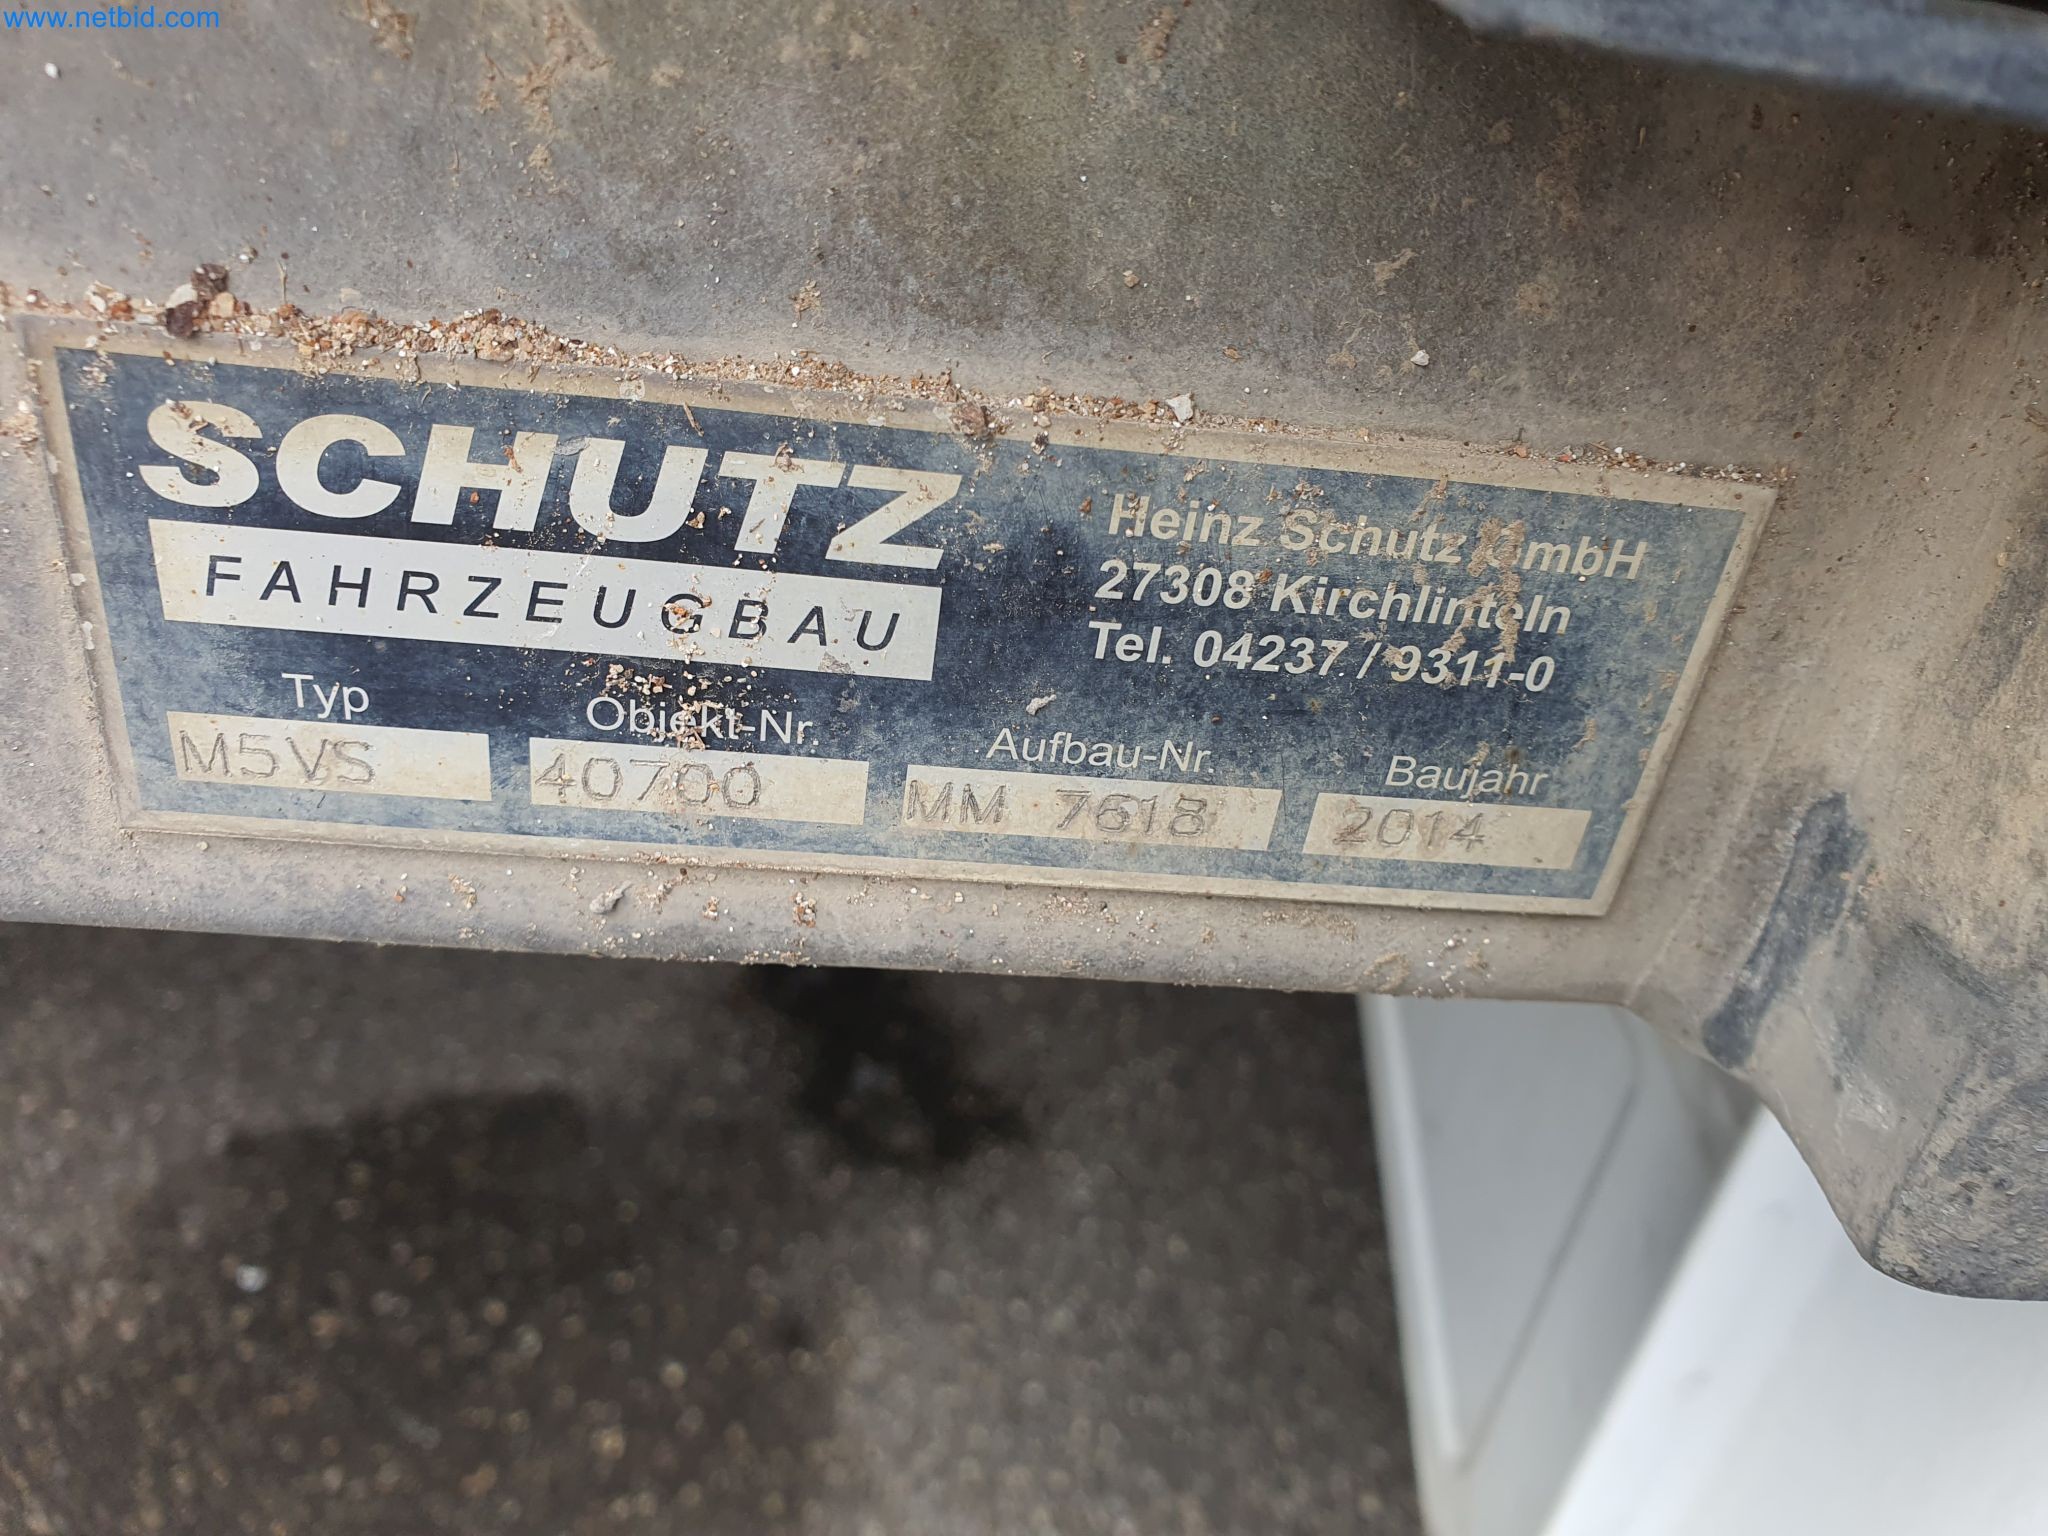 www.netbid.com
SCHUTZ
FAHRZEUGBAU
Heinz Schutz GmbH
27308 Kirchlinteln
Tel. 04237 / 9311-0
Typ Objekt-Nr. Aufbau-Nr. Baujahr
M5VS 40700 MM 7618 2014